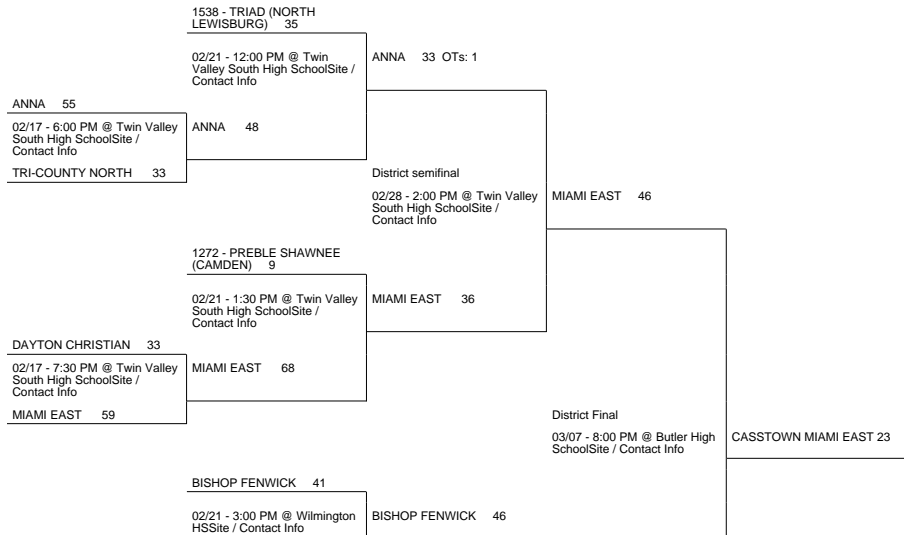 1538 - TRIAD (NORTH
LEWISBURG) 35
02/21 - 12:00 PM @ Twin
Valley South High SchoolSite /
Contact Info
ANNA 33 OTs: 1
ANNA 55
02/17 - 6:00 PM @ Twin Valley
South High SchoolSite /
Contact Info
ANNA 48
TRI-COUNTY NORTH 33
District semifinal
02/28 - 2:00 PM @ Twin Valley
South High SchoolSite /
Contact Info
MIAMI EAST 46
1272 - PREBLE SHAWNEE
(CAMDEN) 9
02/21 - 1:30 PM @ Twin Valley
South High SchoolSite /
Contact Info
MIAMI EAST 36
DAYTON CHRISTIAN 33
02/17 - 7:30 PM @ Twin Valley
South High SchoolSite /
Contact Info
MIAMI EAST 68
MIAMI EAST 59
District Final
03/07 - 8:00 PM @ Butler High
SchoolSite / Contact Info
CASSTOWN MIAMI EAST 23
BISHOP FENWICK 41
02/21 - 3:00 PM @ Wilmington
HSSite / Contact Info
BISHOP FENWICK 46